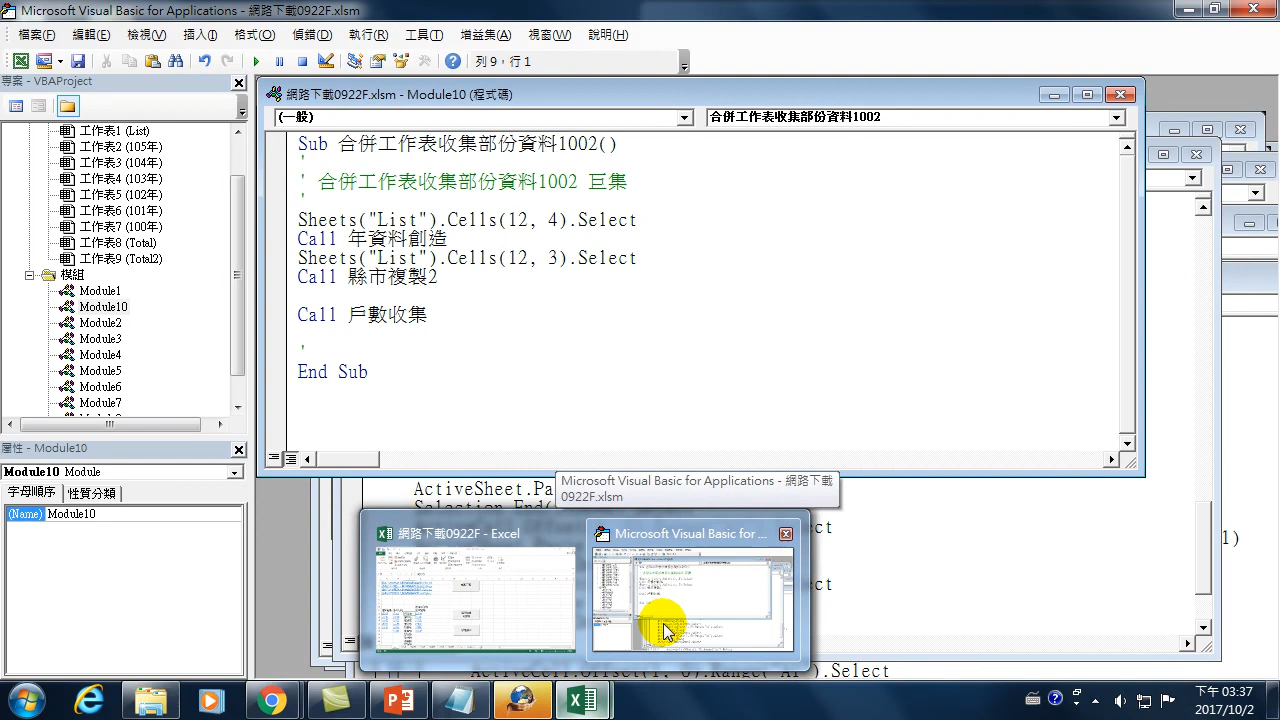 Microsoft Visual Basic for Applications - 網路下載0922F.xlsm
檔案(F) 編輯(E) 檢視(V) 插入(I) 格式(O) 偵錯(D) 執行(R) 工具(T) 增益集(A) 視窗(W) 說明(H)
列 9，行 1
專案 - VBAProject
工作表1 (List)
工作表2 (105年)
工作表3 (104年)
工作表4 (103年)
工作表5 (102年)
工作表6 (101年)
工作表7 (100年)
工作表8 (Total)
工作表9 (Total2)
模組
Module1
Module10
Module2
Module3
Module4
Module5
Module6
Module7
屬性 - Module10
Module10 Module
字母順序 性質分類
(Name) Module10
網路下載0922F.xlsm - Module10 (程式碼)
(一般) 合併工作表收集部份資料1002
Sub 合併工作表收集部份資料1002()
'
' 合併工作表收集部份資料1002 巨集
'
Sheets("List").Cells(12, 4).Select
Call 年資料創造
Sheets("List").Cells(12, 3).Select
Call 縣市複製2
Call 戶數收集
'
End Sub
ActiveSheet.Pa
Microsoft Visual Basic for Applications - 網路下載
0922F.xlsm
網路下載0922F - Excel
Microsoft Visual Basic for ...
下午 03:37
2017/10/2